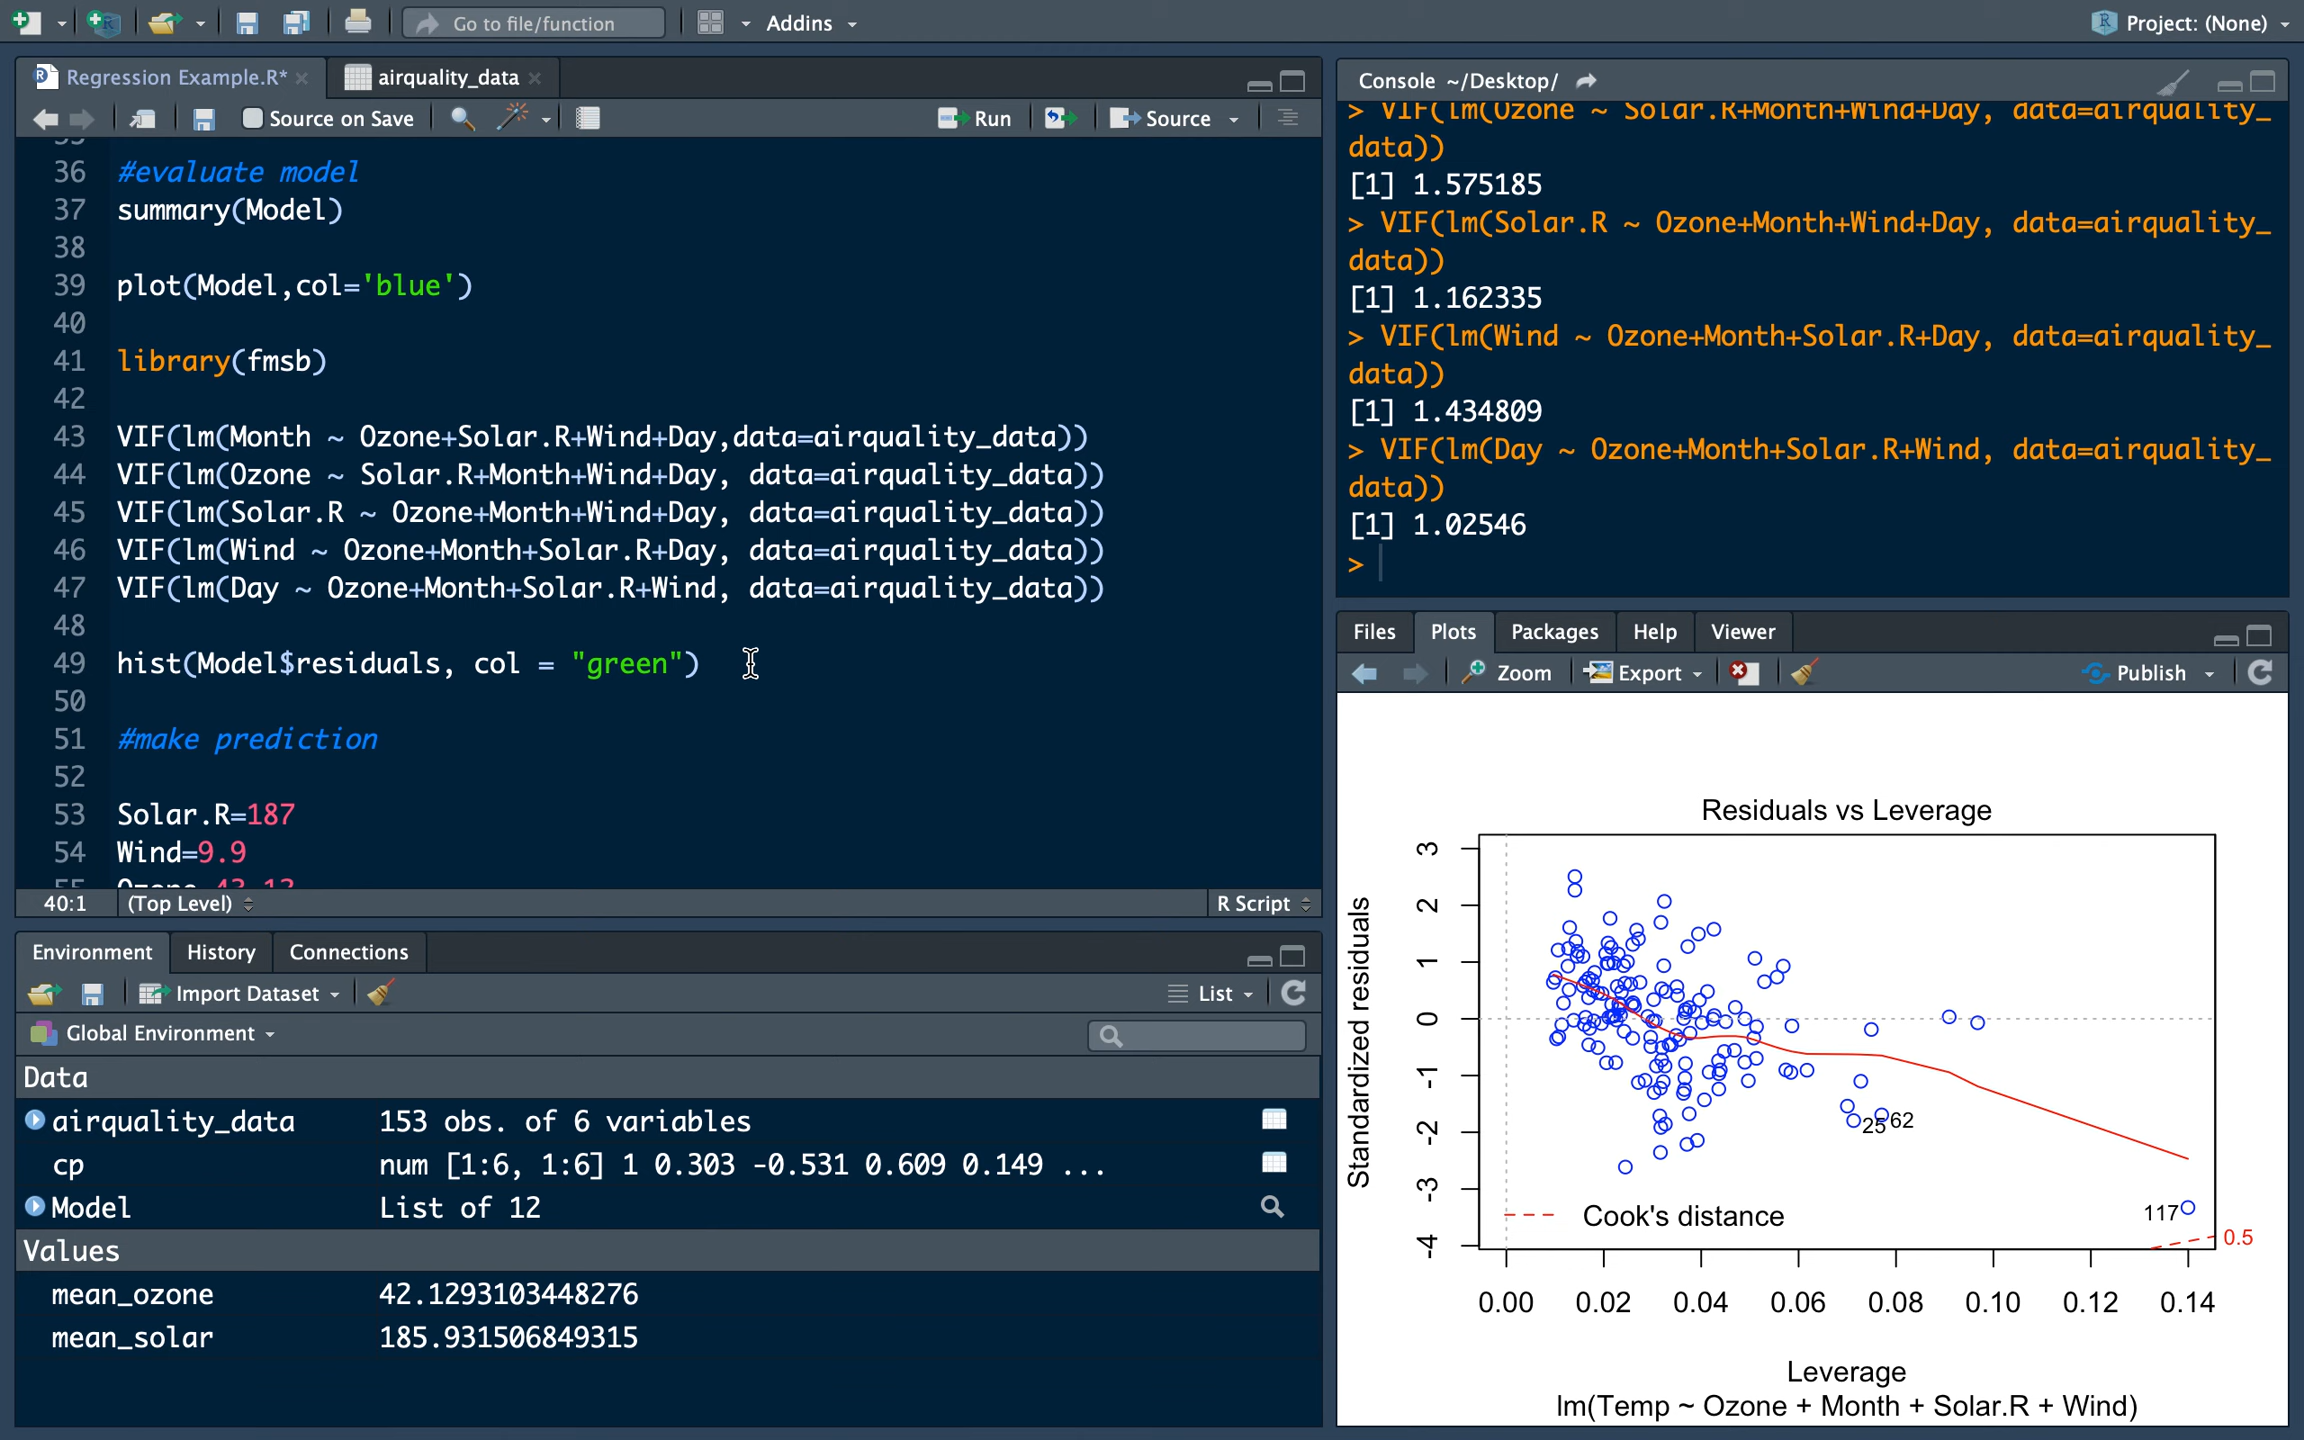 Go to file/function
Addins
Project: (None)
Regression Example.R*
airquality_data
Source on Save
Run
Source
36 #evaluate model
37 summary(Model)
38
39 plot(Model,col='blue')
40
41 library(fmsb)
42
43 VIF(lm(Month ~ Ozone+Solar.R+Wind+Day,data=airquality_data))
44 VIF(lm(Ozone ~ Solar.R+Month+Wind+Day, data=airquality_data))
45 VIF(lm(Solar.R ~ Ozone+Month+Wind+Day, data=airquality_data))
46 VIF(lm(Wind ~ Ozone+Month+Solar.R+Day, data=airquality_data))
47 VIF(lm(Day ~ Ozone+Month+Solar.R+Wind, data=airquality_data))
48
49 hist(Model$residuals, col = "green")
50
51 #make prediction
52
53 Solar.R=187
54 Wind=9.9
40:1
(Top Level)
R Script
Environment
History
Connections
Import Dataset
List
Global Environment
Data
airquality_data 153 obs. of 6 variables
cp num [1:6, 1:6] 1 0.303 -0.531 0.609 0.149 ...
Model List of 12
Values
mean_ozone 42.1293103448276
mean_solar 185.931506849315
Console ~/Desktop/
> VIF(lm(Ozone ~ Solar.R+Month+Wind+Day, data=airquality_
data))
[1] 1.575185
> VIF(lm(Solar.R ~ Ozone+Month+Wind+Day, data=airquality_
data))
[1] 1.162335
> VIF(lm(Wind ~ Ozone+Month+Solar.R+Day, data=airquality_
data))
[1] 1.434809
> VIF(lm(Day ~ Ozone+Month+Solar.R+Wind, data=airquality_
data))
[1] 1.02546
>
Files
Plots
Packages
Help
Viewer
Zoom
Export
Publish
Residuals vs Leverage
Standardized residuals
3
2
1
0
-1
-2
-3
-4
25
62
117
0.5
Cook's distance
0.00 0.02 0.04 0.06 0.08 0.10 0.12 0.14
Leverage
lm(Temp ~ Ozone + Month + Solar.R + Wind)